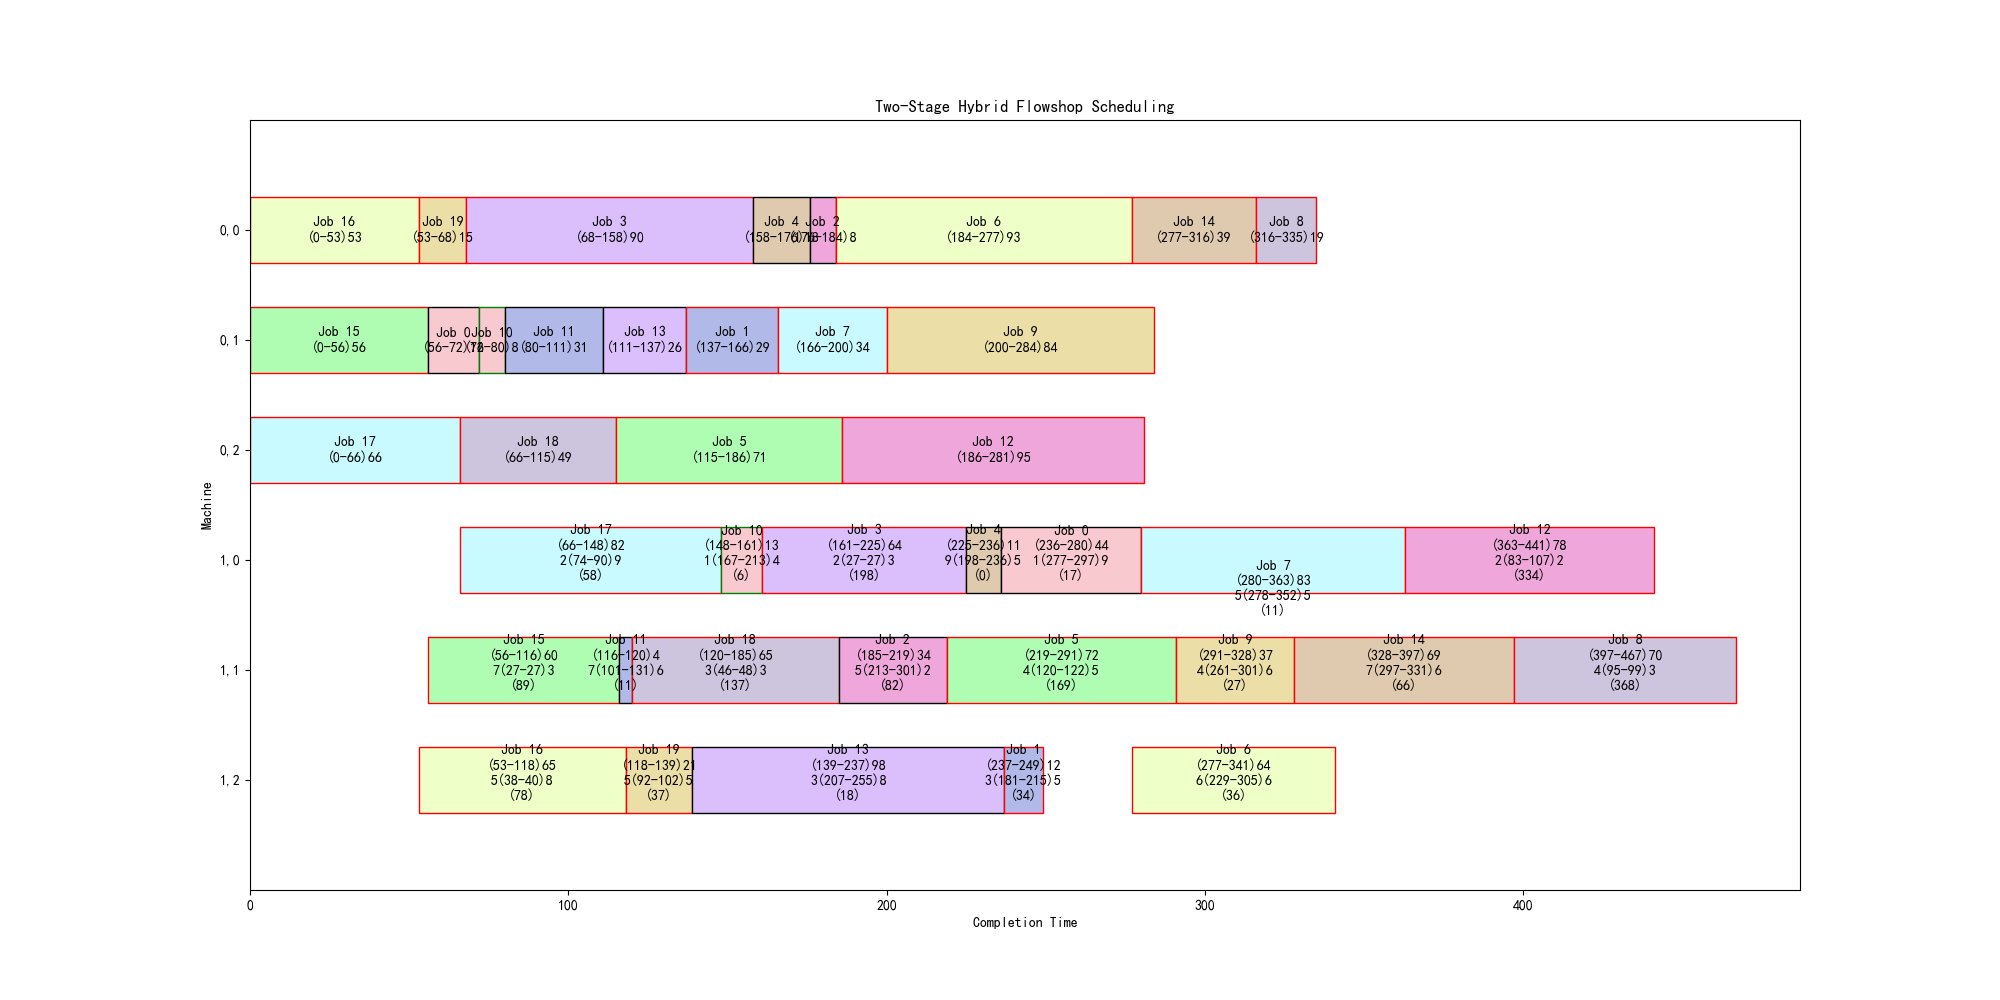 Two-Stage Hybrid Flowshop Scheduling
0,0
Job 16
(0-53)53
Job 19
(53-68)15
Job 3
(68-158)90
Job 4
(158-176)18
Job 2
(176-184)8
Job 6
(184-277)93
Job 14
(277-316)39
Job 8
(316-335)19
0,1
Job 15
(0-56)56
Job 0
(56-72)16
Job 10
(72-80)8
Job 11
(80-111)31
Job 13
(111-137)26
Job 1
(137-166)29
Job 7
(166-200)34
Job 9
(200-284)84
0,2
Job 17
(0-66)66
Job 18
(66-115)49
Job 5
(115-186)71
Job 12
(186-281)95
Machine
1,0
Job 17
(66-148)82
2(74-90)9
(58)
Job 10
(148-161)13
1(167-213)4
(6)
Job 3
(161-225)64
2(27-27)3
(198)
Job 4
(225-236)11
9(198-236)5
(0)
Job 0
(236-280)44
1(277-297)9
(17)
Job 7
(280-363)83
5(278-352)5
(11)
Job 12
(363-441)78
2(83-107)2
(334)
1,1
Job 15
(56-116)60
7(27-27)3
(89)
Job 11
(116-120)4
7(101-131)6
(11)
Job 18
(120-185)65
3(46-48)3
(137)
Job 2
(185-219)34
5(213-301)2
(82)
Job 5
(219-291)72
4(120-122)5
(169)
Job 9
(291-328)37
4(261-301)6
(27)
Job 14
(328-397)69
7(297-331)6
(66)
Job 8
(397-467)70
4(95-99)3
(368)
1,2
Job 16
(53-118)65
5(38-40)8
(78)
Job 19
(118-139)21
5(92-102)5
(37)
Job 13
(139-237)98
3(207-255)8
(18)
Job 1
(237-249)12
3(181-215)5
(34)
Job 6
(277-341)64
6(229-305)6
(36)
0
100
200
300
400
Completion Time